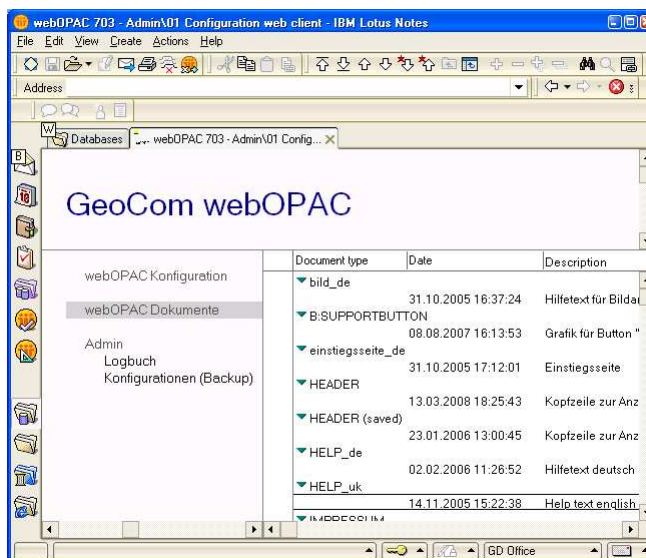 webOPAC 703 - Admin\01 Configuration web client - IBM Lotus Notes
File Edit View Create Actions Help
Address
W
Databases webOPAC 703 - Admin\01 Config...
B
GeoCom webOPAC
webOPAC Konfiguration
webOPAC Dokumente
Admin
Logbuch
Konfigurationen (Backup)
Document type Date Description
bild_de
31.10.2005 16:37:24 Hilfetext für Bilda
B:SUPPORTBUTTON
08.08.2007 16:13:53 Grafik für Button "
einstiegsseite_de
31.10.2005 17:12:01 Einstiegsseite
HEADER
13.03.2008 18:25:43 Kopfzeile zur Anz
HEADER (saved)
23.01.2006 13:00:45 Kopfzeile zur Anz
HELP_de
02.02.2006 11:26:52 Hilfetext deutsch
HELP_uk
14.11.2005 15:22:38 Help text english
IMPRESSUM
GD Office